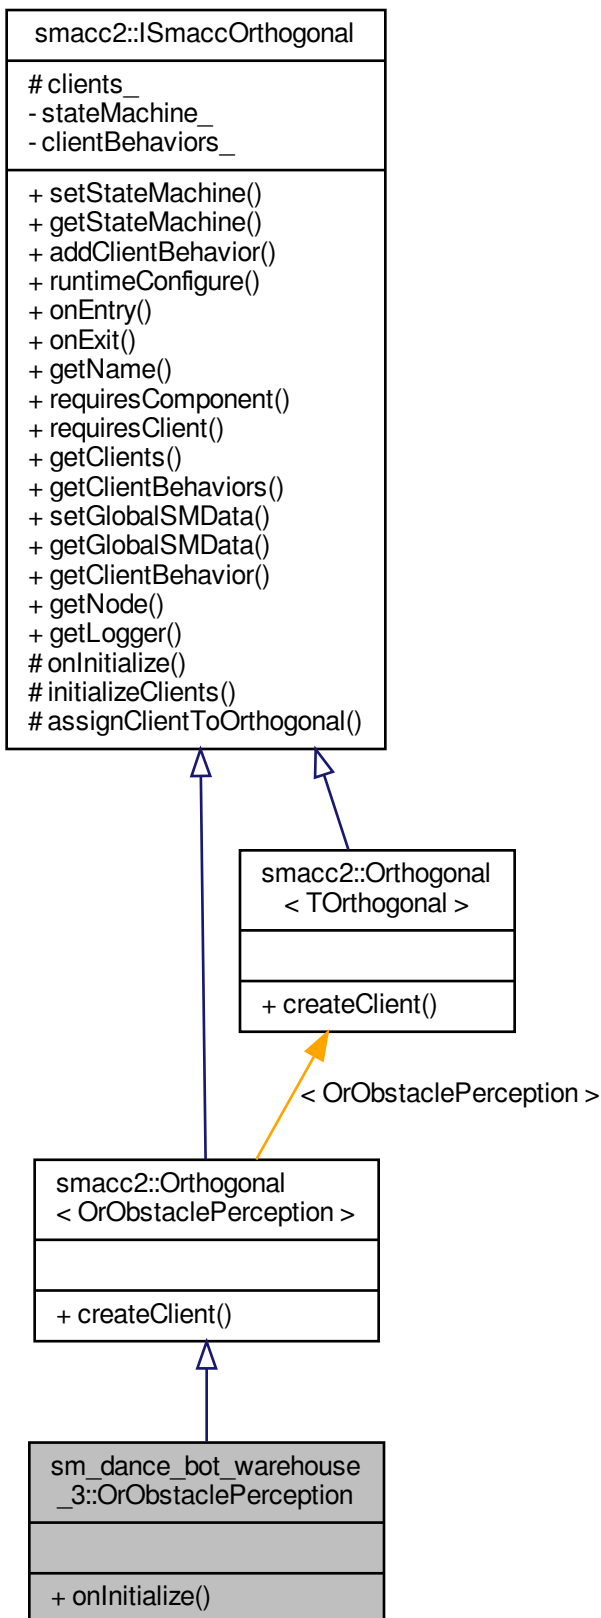 smacc2::ISmaccOrthogonal
# clients_
- stateMachine_
- clientBehaviors_
+ setStateMachine()
+ getStateMachine()
+ addClientBehavior()
+ runtimeConfigure()
+ onEntry()
+ onExit()
+ getName()
+ requiresComponent()
+ requiresClient()
+ getClients()
+ getClientBehaviors()
+ setGlobalSMData()
+ getGlobalSMData()
+ getClientBehavior()
+ getNode()
+ getLogger()
# onInitialize()
# initializeClients()
# assignClientToOrthogonal()
smacc2::Orthogonal
< TOrthogonal >
+ createClient()
< OrObstaclePerception >
smacc2::Orthogonal
< OrObstaclePerception >
+ createClient()
sm_dance_bot_warehouse
_3::OrObstaclePerception
+ onInitialize()